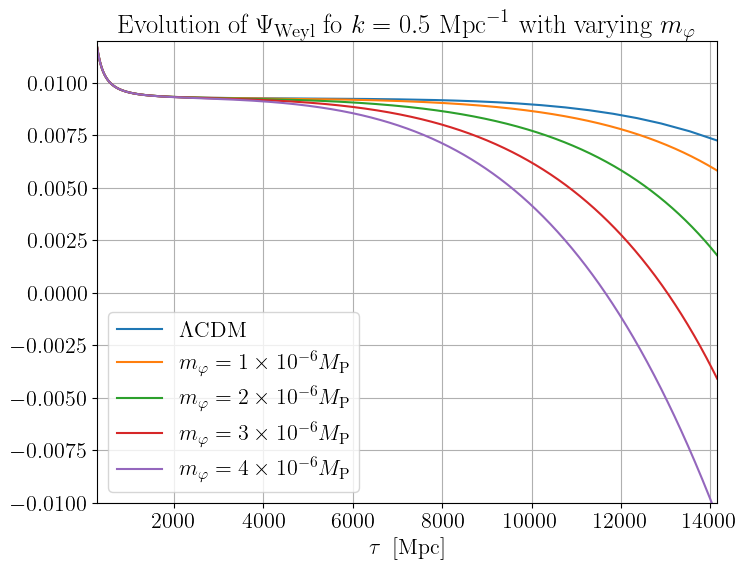 Evolution of Ψ_Weyl fo k = 0.5 Mpc⁻¹ with varying m_φ
0.0100
0.0075
0.0050
0.0025
0.0000
−0.0025
−0.0050
−0.0075
−0.0100
ΛCDM
m_φ = 1 × 10⁻⁶M_P
m_φ = 2 × 10⁻⁶M_P
m_φ = 3 × 10⁻⁶M_P
m_φ = 4 × 10⁻⁶M_P
2000 4000 6000 8000 10000 12000 14000
τ [Mpc]